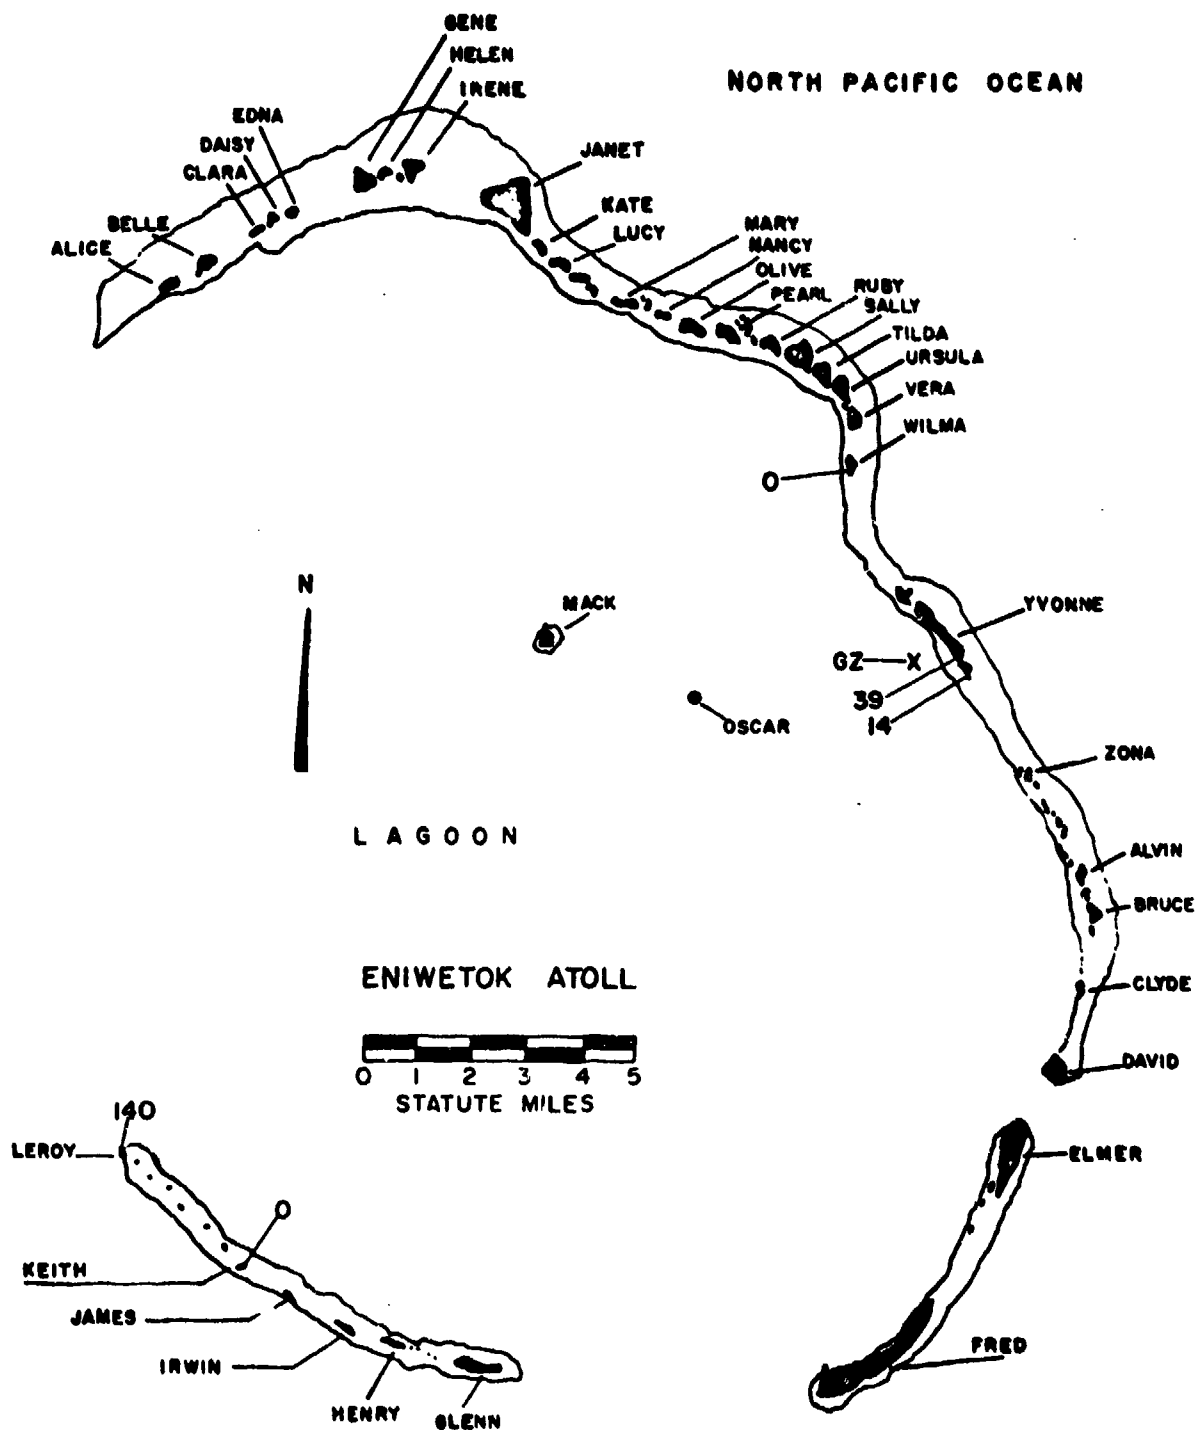 GENE
HELEN
IRENE
NORTH PACIFIC OCEAN
EDNA
DAISY
CLARA
JANET
BELLE
ALICE
KATE
LUCY
MARY
NANCY
OLIVE
PEARL
RUBY
SALLY
TILDA
URSULA
VERA
WILMA
0
N
MACK
YVONNE
GZ X
39
14
OSCAR
ZONA
LAGOON
ALVIN
BRUCE
ENIWETOK ATOLL
CLYDE
0 1 2 3 4 5
STATUTE MILES
DAVID
140
LEROY
ELMER
0
KEITH
JAMES
IRWIN
FRED
HENRY
GLENN